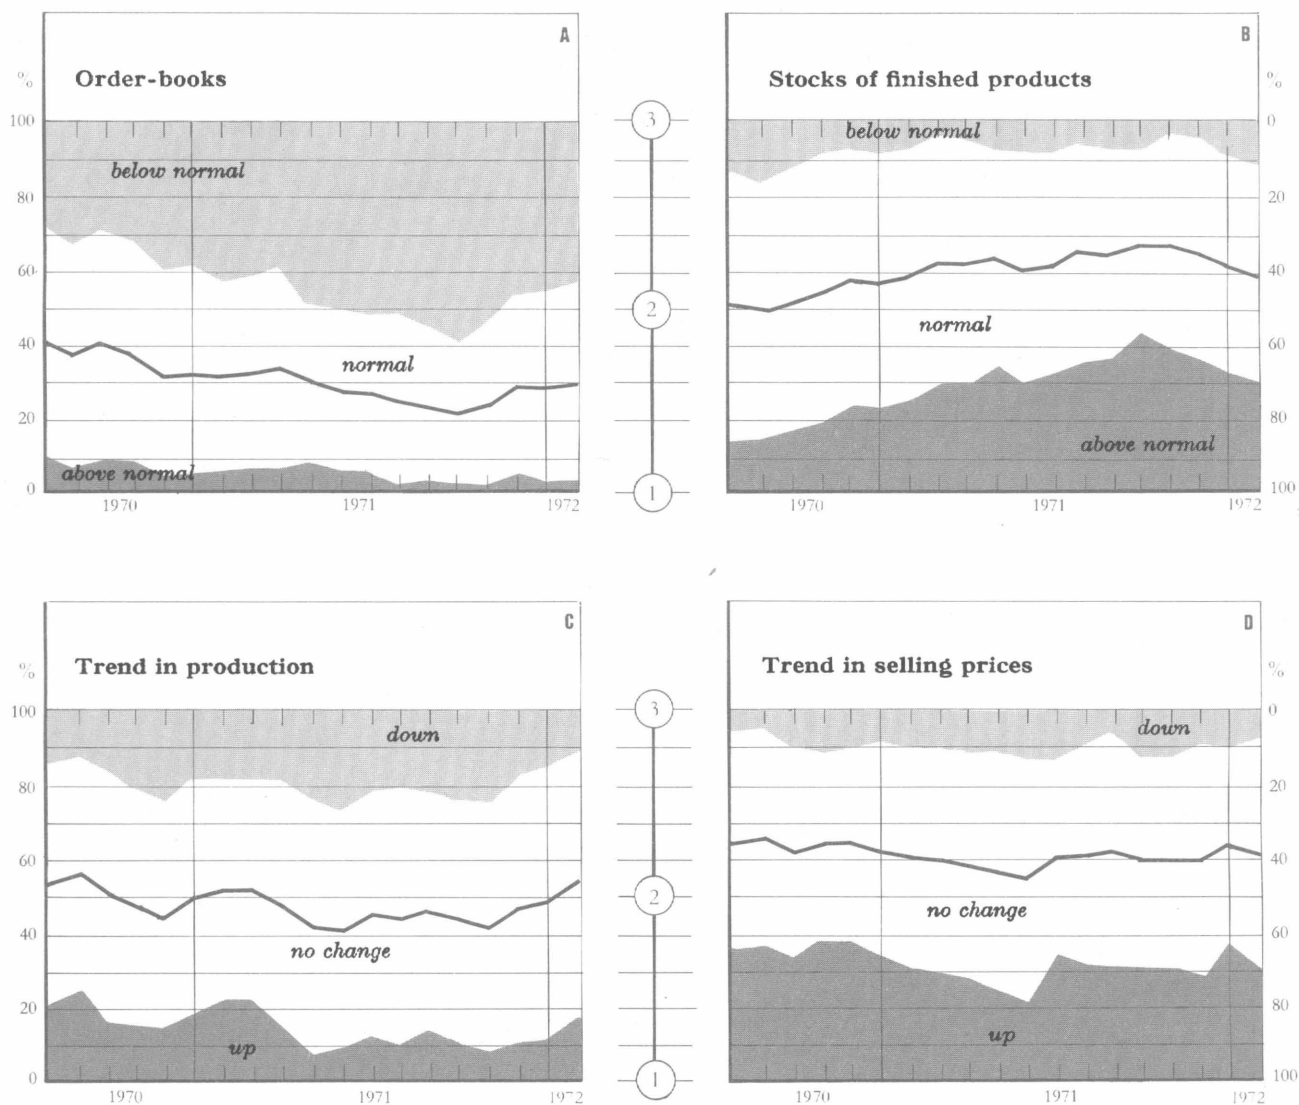 A
Order-books
%
100
80
60
40
20
0
below normal
normal
above normal
1970
1971
1972
3
2
1
B
Stocks of finished products
%
0
20
40
60
80
100
below normal
normal
above normal
1970
1971
1972
C
Trend in production
%
100
80
60
40
20
0
down
no change
up
1970
1971
1972
3
2
1
D
Trend in selling prices
%
0
20
40
60
80
100
down
no change
up
1970
1971
1972